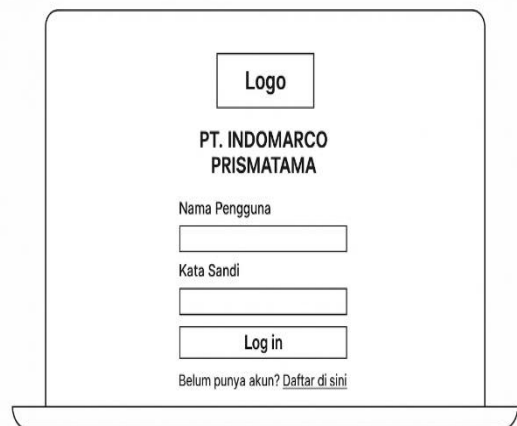 Logo
PT. INDOMARCO
PRISMATAMA
Nama Pengguna
Kata Sandi
Log in
Belum punya akun? Daftar di sini